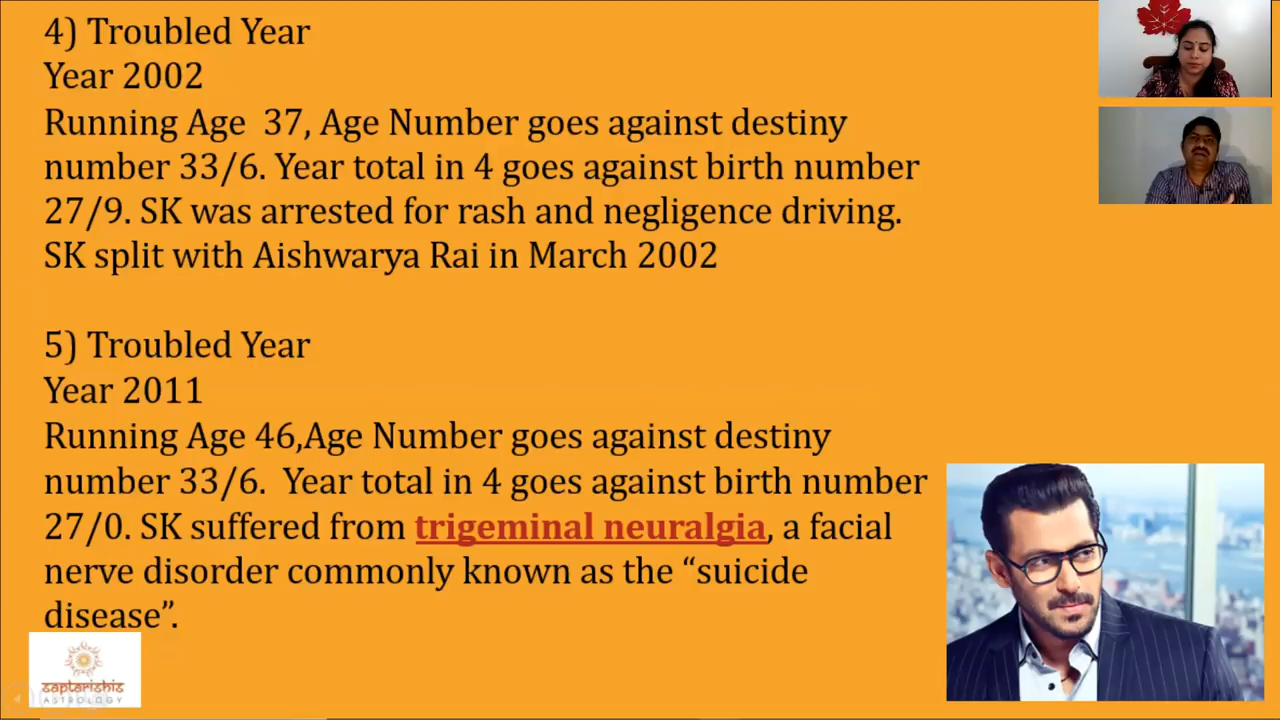 4) Troubled Year
Year 2002
Running Age  37, Age Number goes against destiny
number 33/6. Year total in 4 goes against birth number
27/9. SK was arrested for rash and negligence driving.
SK split with Aishwarya Rai in March 2002
5) Troubled Year
Year 2011
Running Age 46,Age Number goes against destiny
number 33/6.  Year total in 4 goes against birth number
27/0. SK suffered from trigeminal neuralgia, a facial
nerve disorder commonly known as the “suicide
disease”.
saptarishis
ASTROLOGY